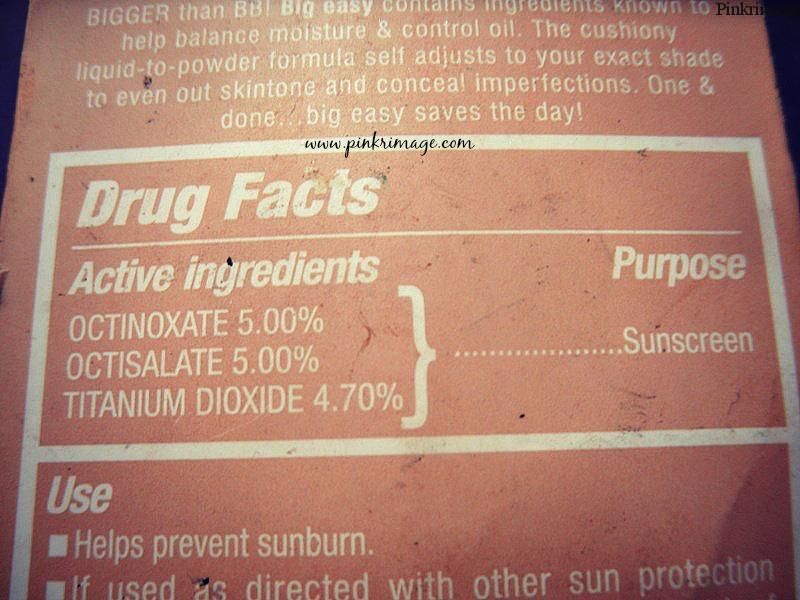 BIGGER than BB! Big easy contains ingredients known to
help balance moisture & control oil. The cushiony
liquid-to-powder formula self adjusts to your exact shade
to even out skintone and conceal imperfections. One &
done...big easy saves the day!
www.pinkrimage.com
Drug Facts
Active ingredients Purpose
OCTINOXATE 5.00%
OCTISALATE 5.00% } ......................Sunscreen
TITANIUM DIOXIDE 4.70%
Use
■ Helps prevent sunburn.
■ If used as directed with other sun protection